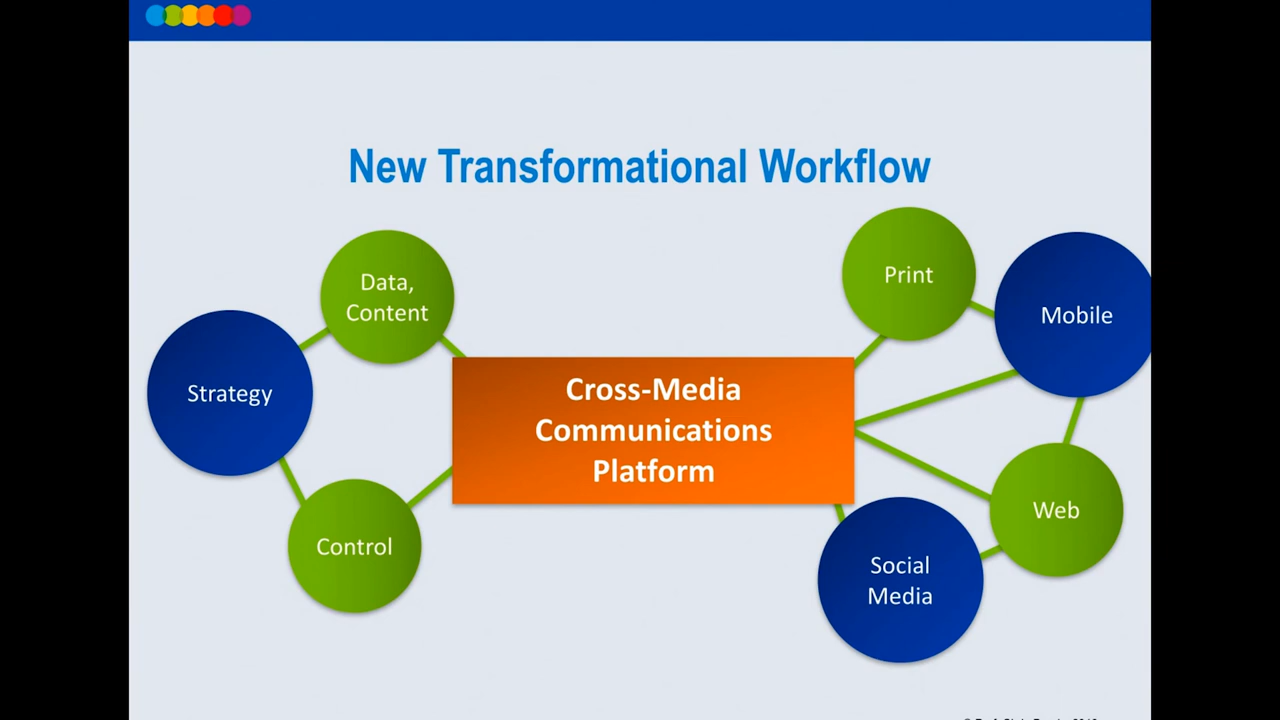 New Transformational Workflow
Data,
Content
Strategy
Control
Cross-Media
Communications
Platform
Print
Mobile
Web
Social
Media